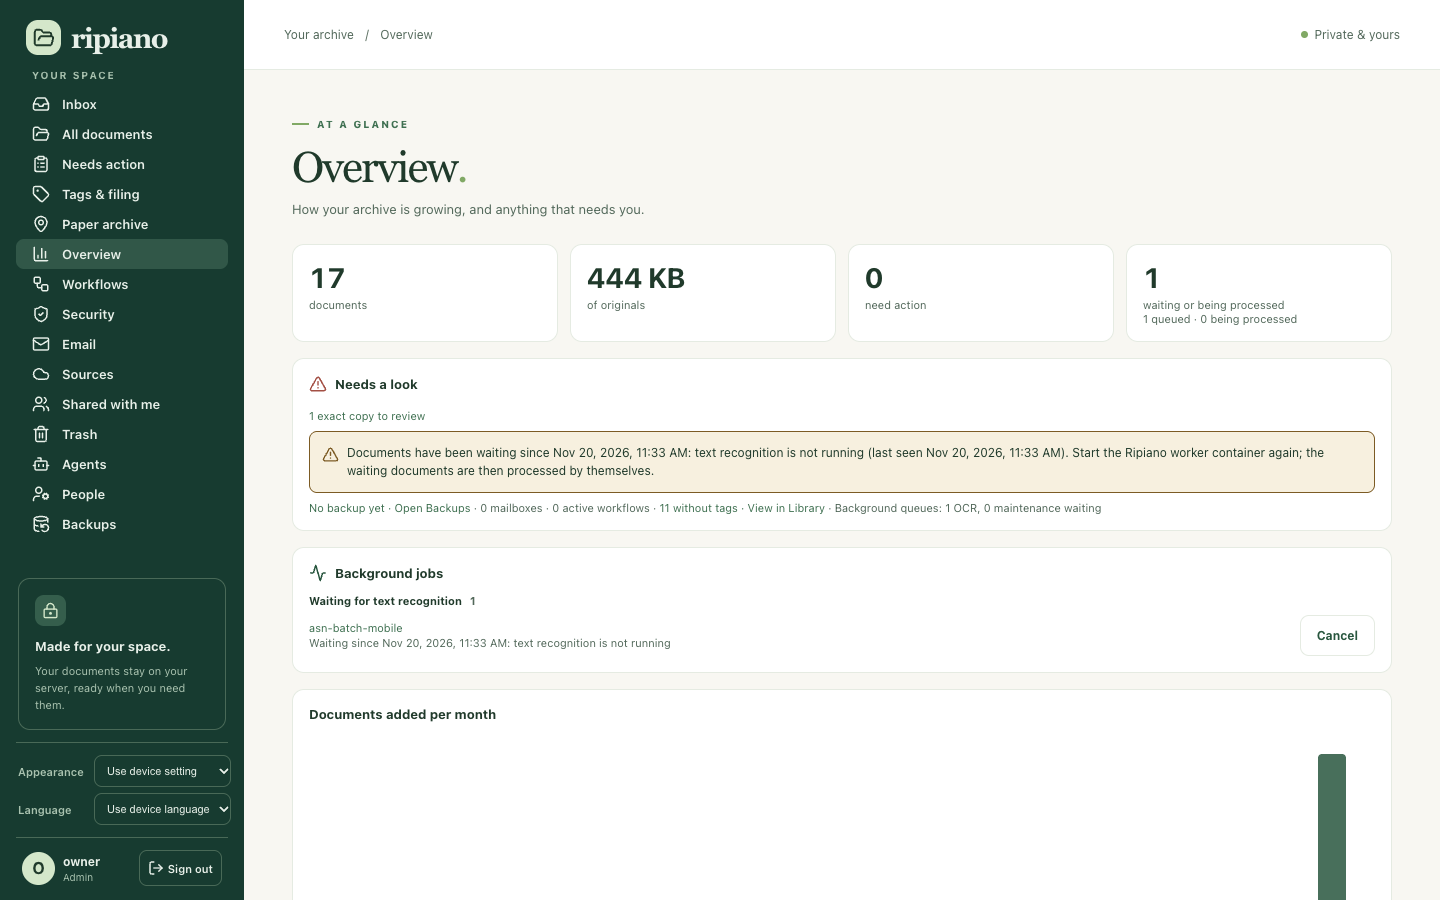 ripiano
YOUR SPACE
Inbox
All documents
Needs action
Tags & filing
Paper archive
Overview
Workflows
Security
Email
Sources
Shared with me
Trash
Agents
People
Backups
Made for your space.
Your documents stay on your
server, ready when you need
them.
Appearance
Use device setting
Language
Use device language
O
owner
Admin
Sign out
Your archive / Overview
Private & yours
AT A GLANCE
Overview.
How your archive is growing, and anything that needs you.
17
documents
444 KB
of originals
0
need action
1
waiting or being processed
1 queued · 0 being processed
Needs a look
1 exact copy to review
Documents have been waiting since Nov 20, 2026, 11:33 AM: text recognition is not running (last seen Nov 20, 2026, 11:33 AM). Start the Ripiano worker container again; the
waiting documents are then processed by themselves.
No backup yet · Open Backups · 0 mailboxes · 0 active workflows · 11 without tags · View in Library · Background queues: 1 OCR, 0 maintenance waiting
Background jobs
Waiting for text recognition 1
asn-batch-mobile
Waiting since Nov 20, 2026, 11:33 AM: text recognition is not running
Cancel
Documents added per month